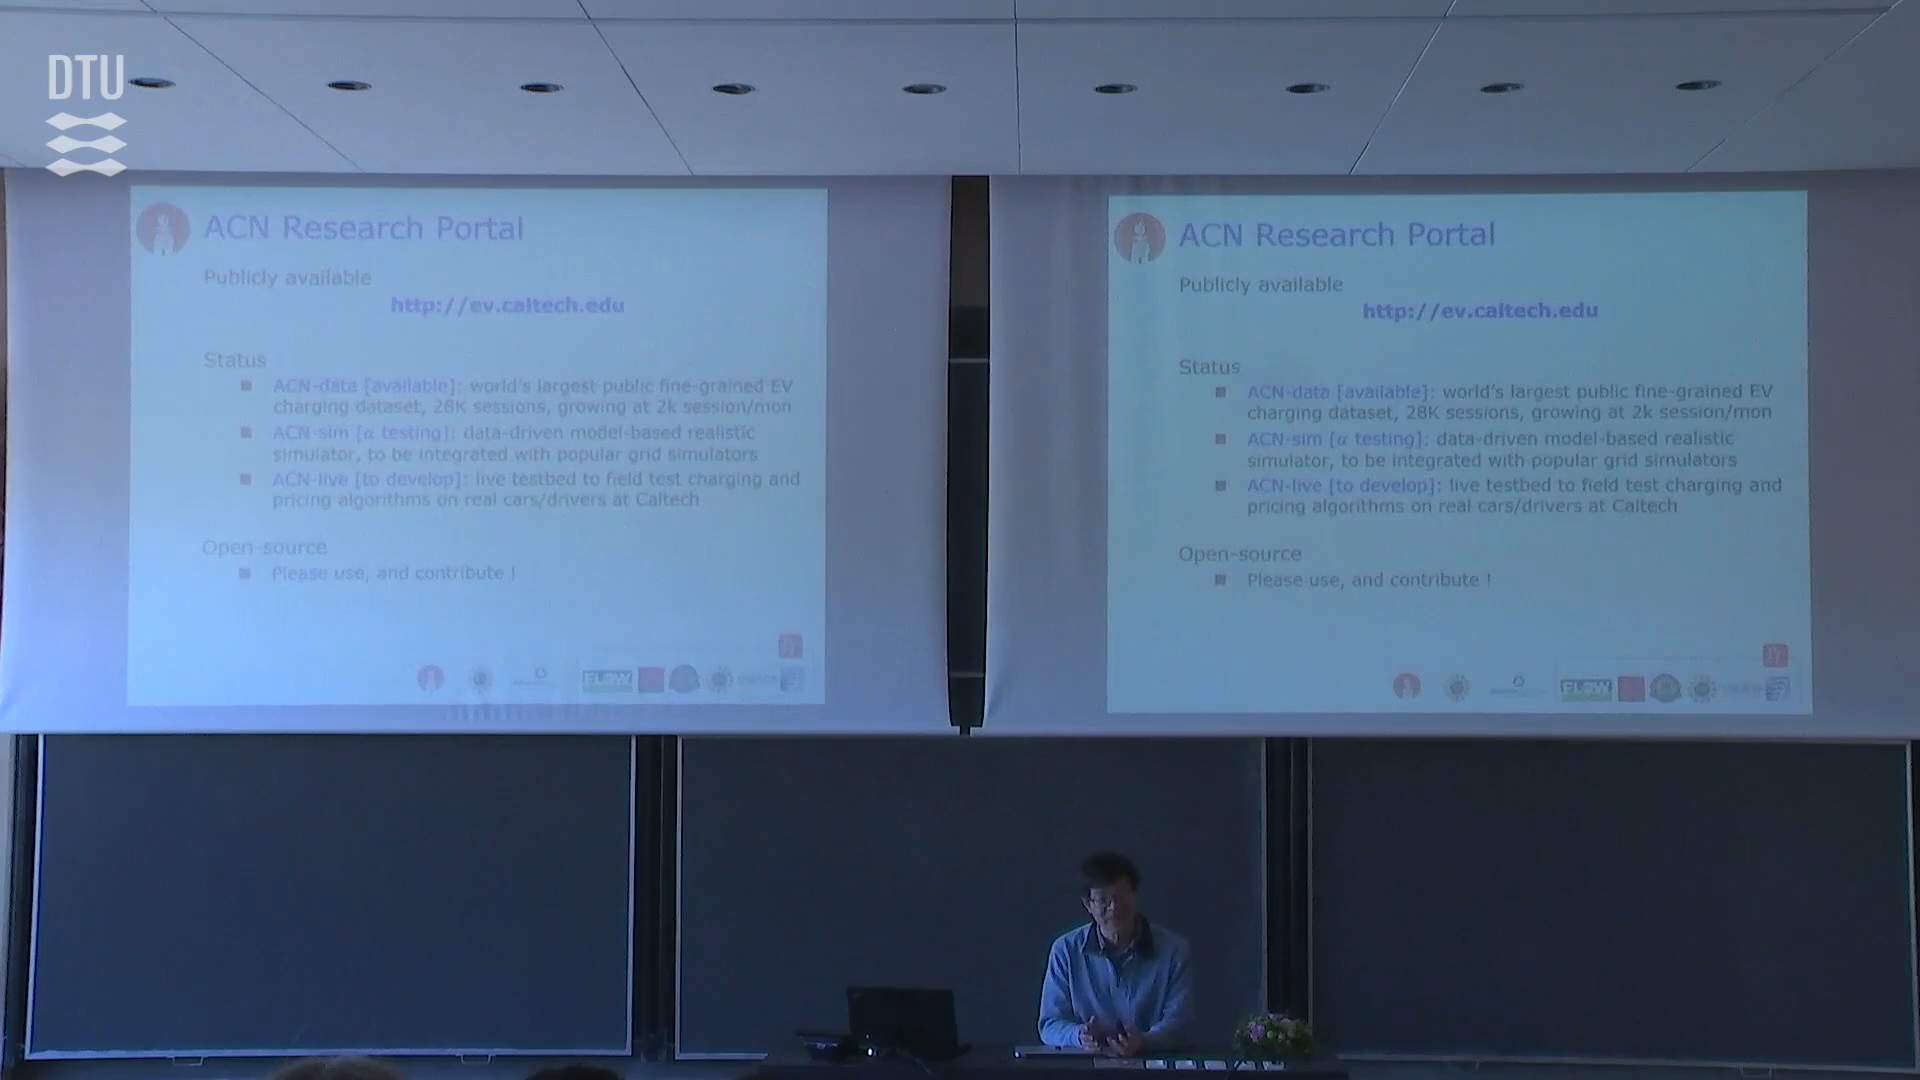 DTU
ACN Research Portal
Publicly available
http://ev.caltech.edu
Status
ACN-data [available]: world's largest public fine-grained EV
charging dataset, 28K sessions, growing at 2k session/mon
ACN-sim [α testing]: data-driven model-based realistic
simulator, to be integrated with popular grid simulators
ACN-live [to develop]: live testbed to field test charging and
pricing algorithms on real cars/drivers at Caltech
Open-source
Please use, and contribute !
FLOW
ACN Research Portal
Publicly available
http://ev.caltech.edu
Status
ACN-data [available]: world's largest public fine-grained EV
charging dataset, 28K sessions, growing at 2k session/mon
ACN-sim [α testing]: data-driven model-based realistic
simulator, to be integrated with popular grid simulators
ACN-live [to develop]: live testbed to field test charging and
pricing algorithms on real cars/drivers at Caltech
Open-source
Please use, and contribute !
FLOW